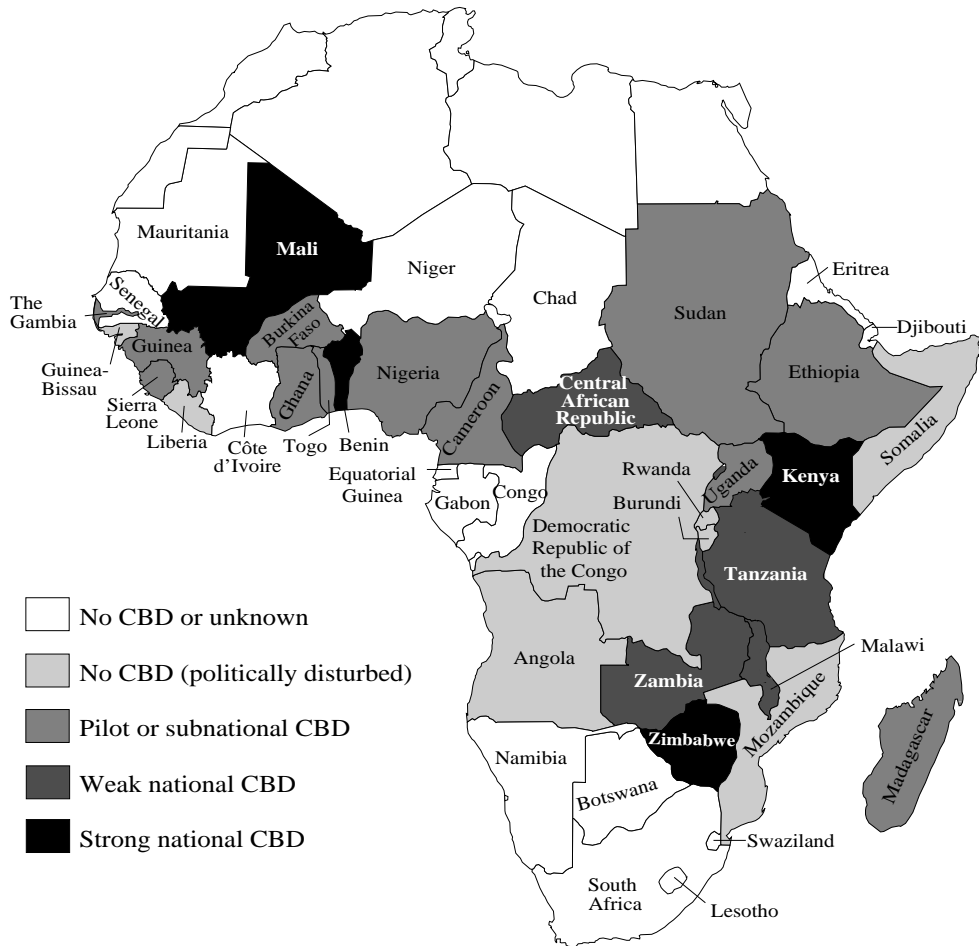 Mauritania
Mali
Niger
Chad
Sudan
Eritrea
Djibouti
Senegal
The
Gambia
Guinea-
Bissau
Guinea
Sierra
Leone
Liberia
Côte
d'Ivoire
Burkina
Faso
Ghana
Togo
Benin
Nigeria
Cameroon
Central
African
Republic
Ethiopia
Somalia
Equatorial
Guinea
Gabon
Congo
Democratic
Republic of
the Congo
Rwanda
Burundi
Uganda
Kenya
Tanzania
Angola
Zambia
Malawi
Mozambique
Zimbabwe
Madagascar
Namibia
Botswana
Swaziland
South
Africa
Lesotho
No CBD or unknown
No CBD (politically disturbed)
Pilot or subnational CBD
Weak national CBD
Strong national CBD